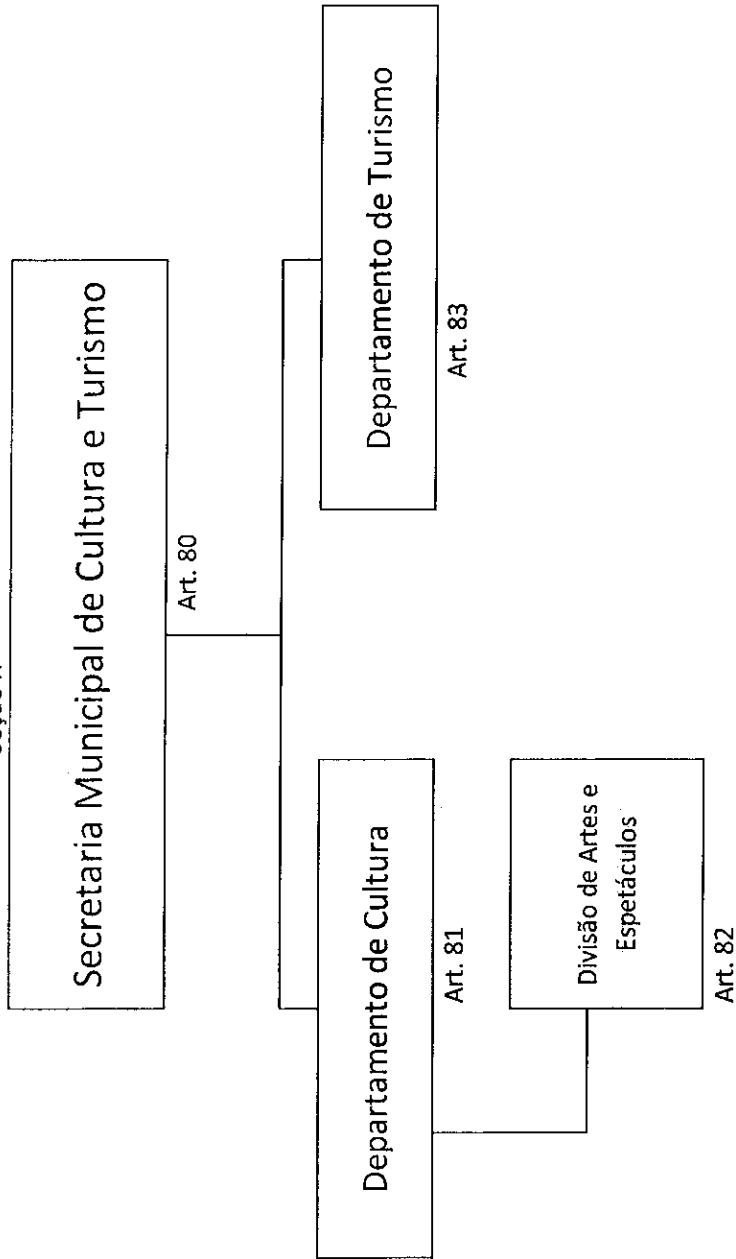 Secretaria Municipal de Cultura e Turismo
Art. 80
Departamento de Cultura
Art. 81
Divisão de Artes e
Espetáculos
Art. 82
Departamento de Turismo
Art. 83